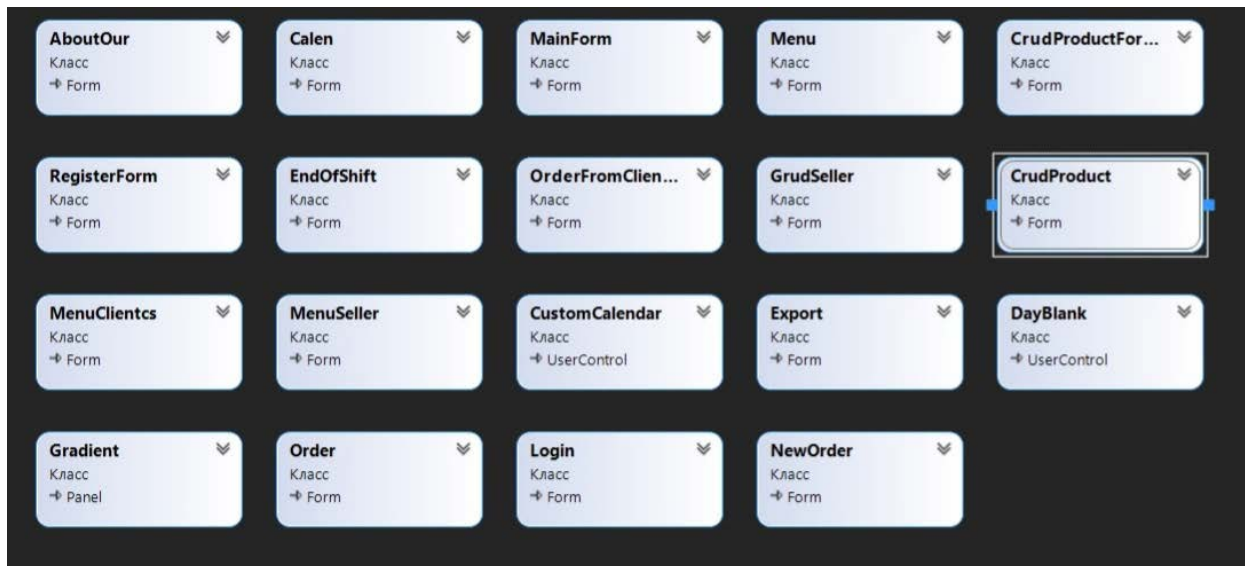 AboutOur
Класс
Form
Calen
Класс
Form
MainForm
Класс
Form
Menu
Класс
Form
CrudProductFor...
Класс
Form
RegisterForm
Класс
Form
EndOfShift
Класс
Form
OrderFromClien...
Класс
Form
GrudSeller
Класс
Form
CrudProduct
Класс
Form
MenuClientcs
Класс
Form
MenuSeller
Класс
Form
CustomCalendar
Класс
UserControl
Export
Класс
Form
DayBlank
Класс
UserControl
Gradient
Класс
Panel
Order
Класс
Form
Login
Класс
Form
NewOrder
Класс
Form